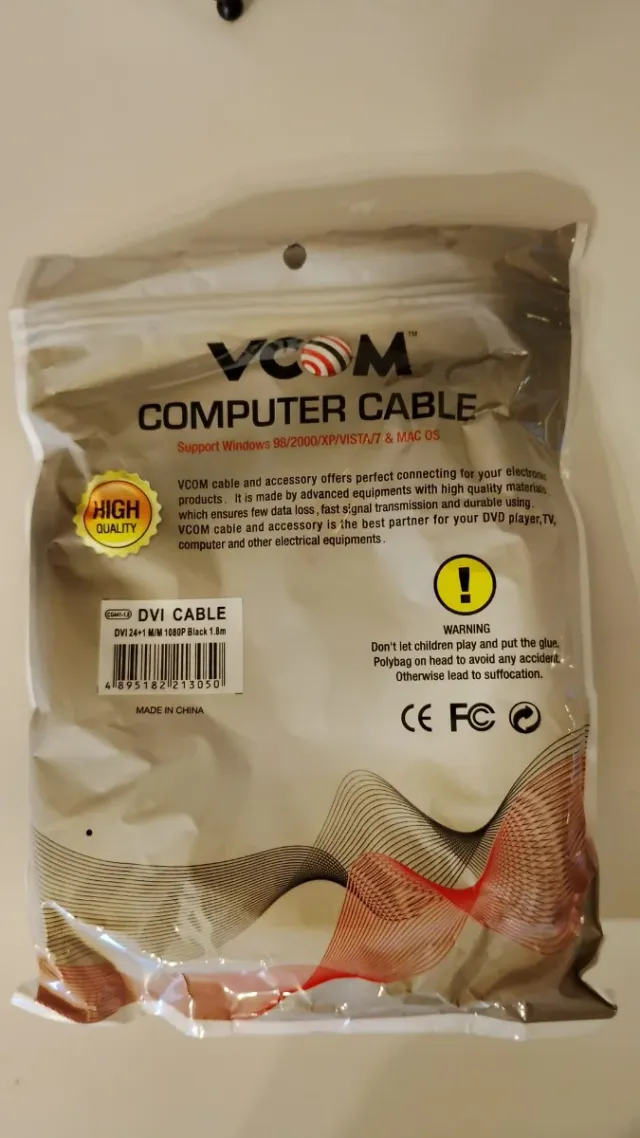 VCOM™
COMPUTER CABLE
Support Windows 98/2000/XP/VISTA/7 & MAC OS
HIGH
QUALITY
VCOM cable and accessory offers perfect connecting for your electronic
products. It is made by advanced equipments with high quality materials
which ensures few data loss, fast signal transmission and durable using.
VCOM cable and accessory is the best partner for your DVD player,TV,
computer and other electrical equipments.
DVI CABLE
DVI 24+1 M/M 1080P Black 1.8m
4 895182 213050
MADE IN CHINA
!
WARNING
Don't let children play and put the glue
Polybag on head to avoid any accident.
Otherwise lead to suffocation.
CE FC